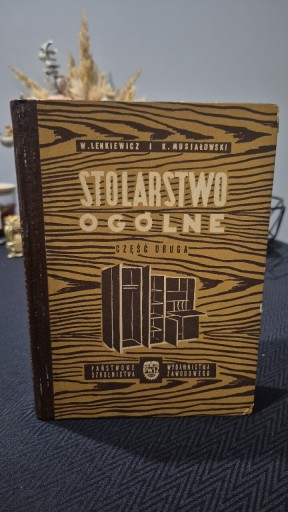 W. LENKIEWICZ I K. MUSIAŁOWSKI
STOLARSTWO
OGÓLNE
CZĘŚĆ DRUGA
PAŃSTWOWE WYDAWNICTWA
SZKOLNICTWA ZAWODOWEGO